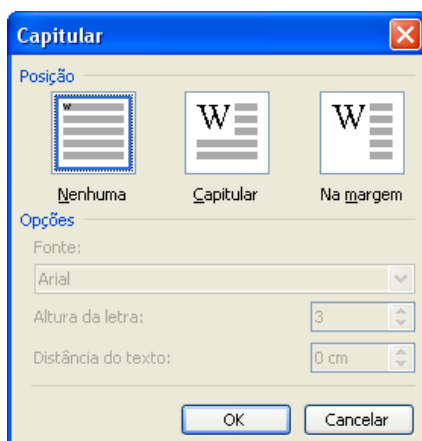 Capitular
Posição
W W W
Nenhuma Capitular Na margem
Opções
Fonte:
Arial
Altura da letra: 3
Distância do texto: 0 cm
OK Cancelar